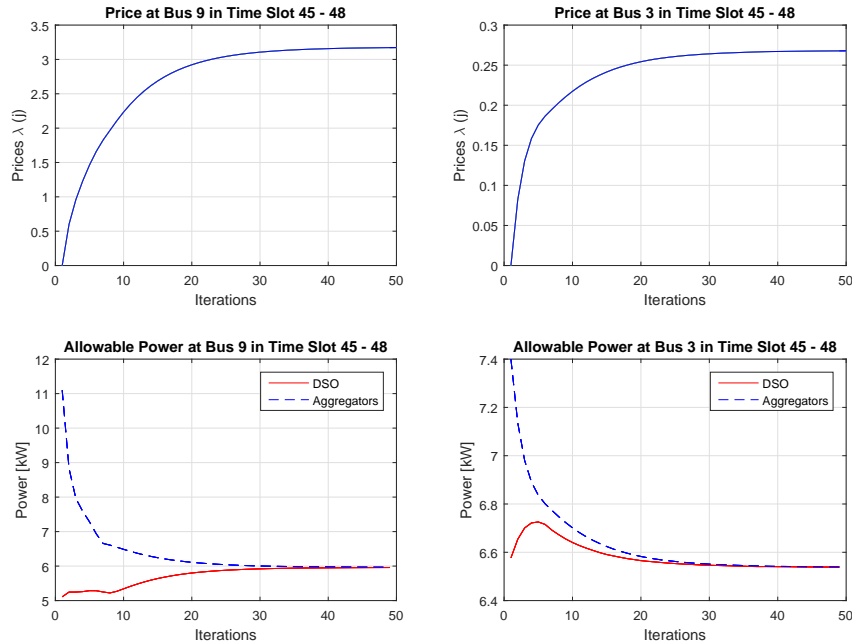 Price at Bus 9 in Time Slot 45 - 48
Prices λ (j)
3.5
3
2.5
2
1.5
1
0.5
0
0 10 20 30 40 50
Iterations
Price at Bus 3 in Time Slot 45 - 48
Prices λ (j)
0.3
0.25
0.2
0.15
0.1
0.05
0
0 10 20 30 40 50
Iterations
Allowable Power at Bus 9 in Time Slot 45 - 48
Power [kW]
12
11
10
9
8
7
6
5
0 10 20 30 40 50
Iterations
DSO
Aggregators
Allowable Power at Bus 3 in Time Slot 45 - 48
Power [kW]
7.4
7.2
7
6.8
6.6
6.4
0 10 20 30 40 50
Iterations
DSO
Aggregators